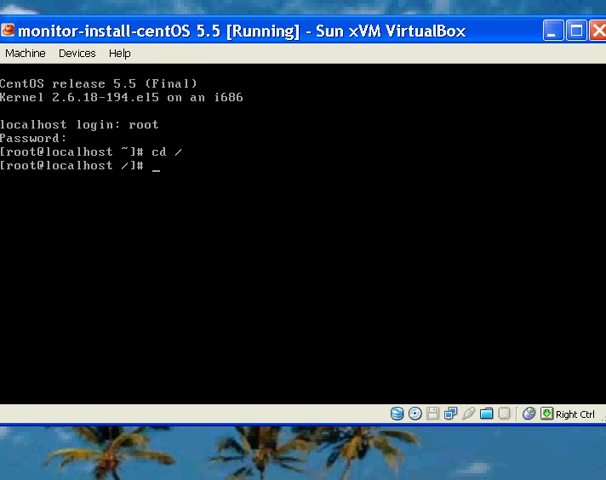 monitor-install-centOS 5.5 [Running] - Sun xVM VirtualBox
Machine Devices Help
CentOS release 5.5 (Final)
Kernel 2.6.18-194.el5 on an i686
localhost login: root
Password:
[root@localhost ~]# cd /
[root@localhost /]# _
Right Ctrl